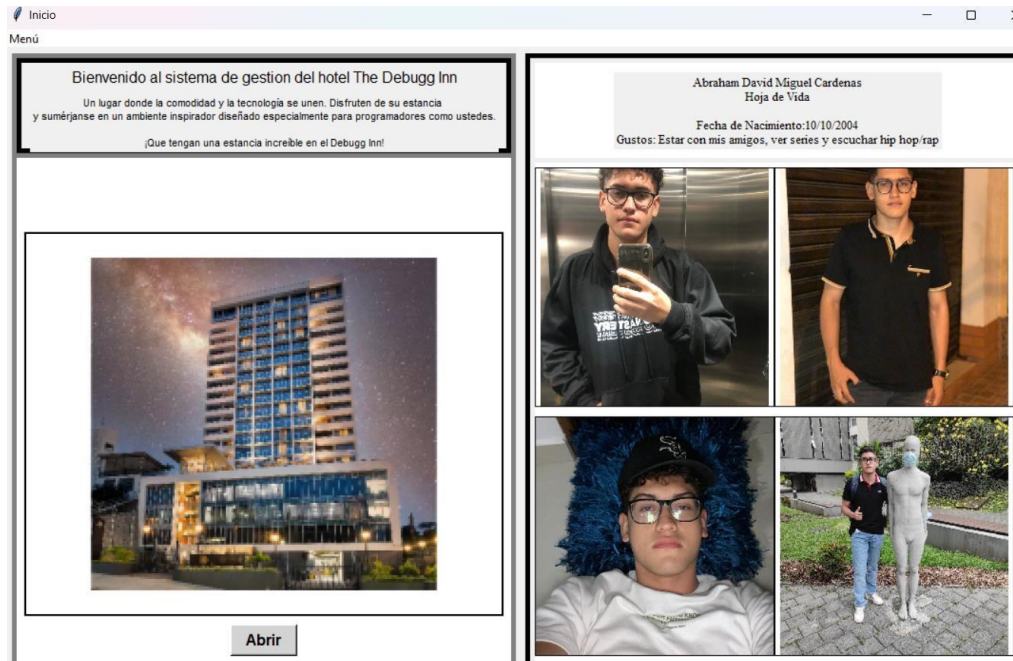 Inicio
Menú
Bienvenido al sistema de gestion del hotel The Debugg Inn
Un lugar donde la comodidad y la tecnología se unen. Disfruten de su estancia
y sumérjanse en un ambiente inspirador diseñado especialmente para programadores como ustedes.
¡Que tengan una estancia increíble en el Debugg Inn!
Abrir
Abraham David Miguel Cardenas
Hoja de Vida
Fecha de Nacimiento:10/10/2004
Gustos: Estar con mis amigos, ver series y escuchar hip hop/rap